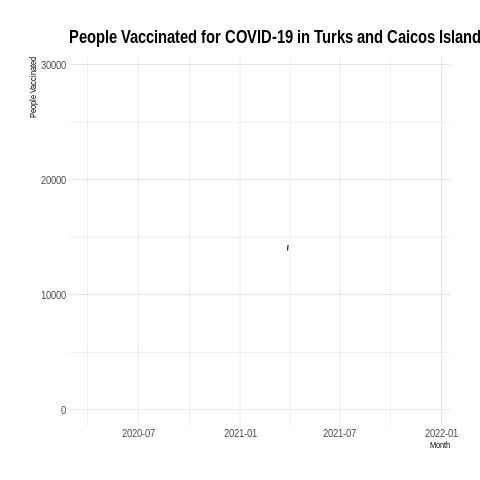 People Vaccinated for COVID-19 in Turks and Caicos Island
People Vaccinated
30000
20000
10000
0
2020-07 2021-01 2021-07 2022-01
Month